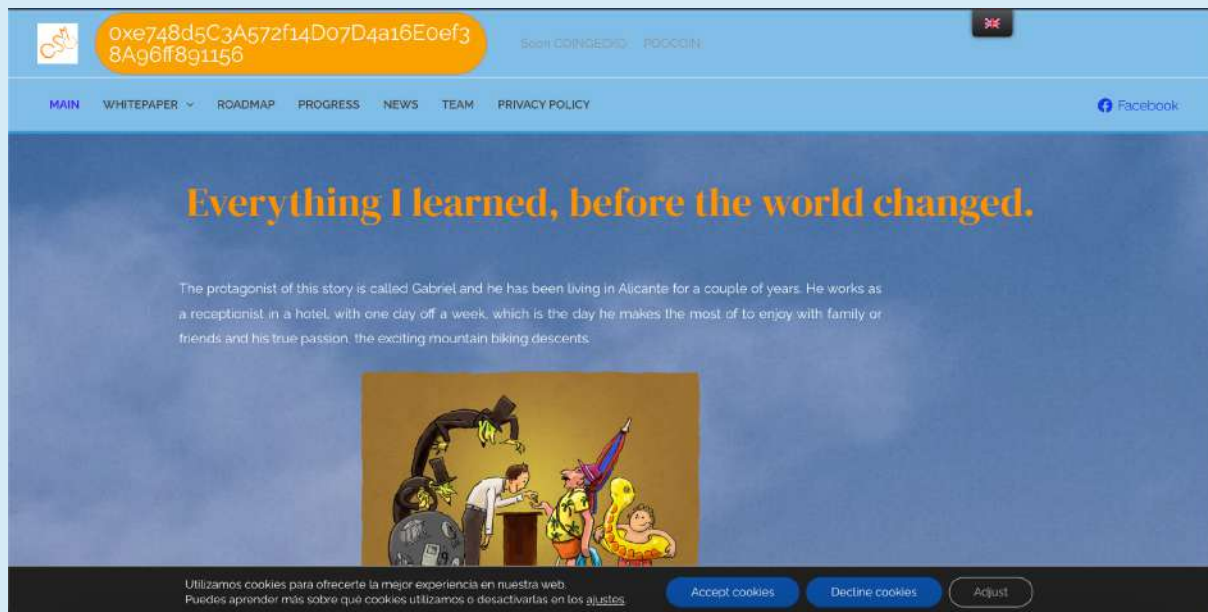 CSC
0xe748d5C3A572f14D07D4a16E0ef3
8A96ff891156
Soon COINGECKO POOCOIN
MAIN WHITEPAPER ROADMAP PROGRESS NEWS TEAM PRIVACY POLICY
Facebook
Everything I learned, before the world changed.
The protagonist of this story is called Gabriel and he has been living in Alicante for a couple of years. He works as
a receptionist in a hotel, with one day off a week, which is the day he makes the most of to enjoy with family or
friends and his true passion, the exciting mountain biking descents.
Utilizamos cookies para ofrecerte la mejor experiencia en nuestra web.
Puedes aprender más sobre qué cookies utilizamos o desactivarlas en los ajustes.
Accept cookies
Decline cookies
Adjust